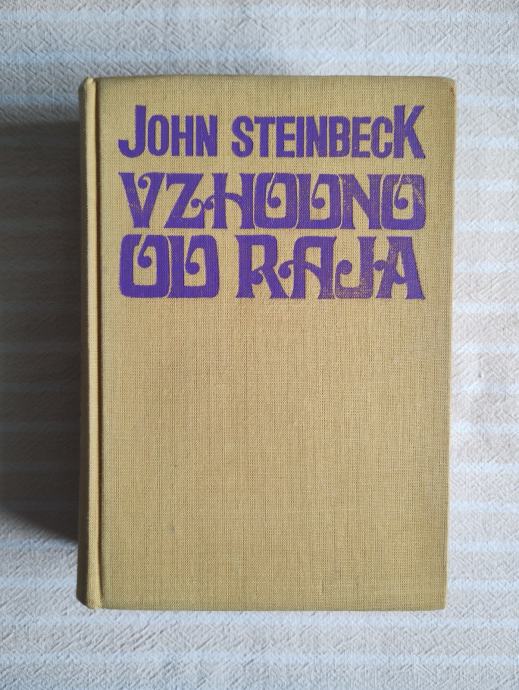 JOHN STEINBECK
VZHODNO
OD RAJA